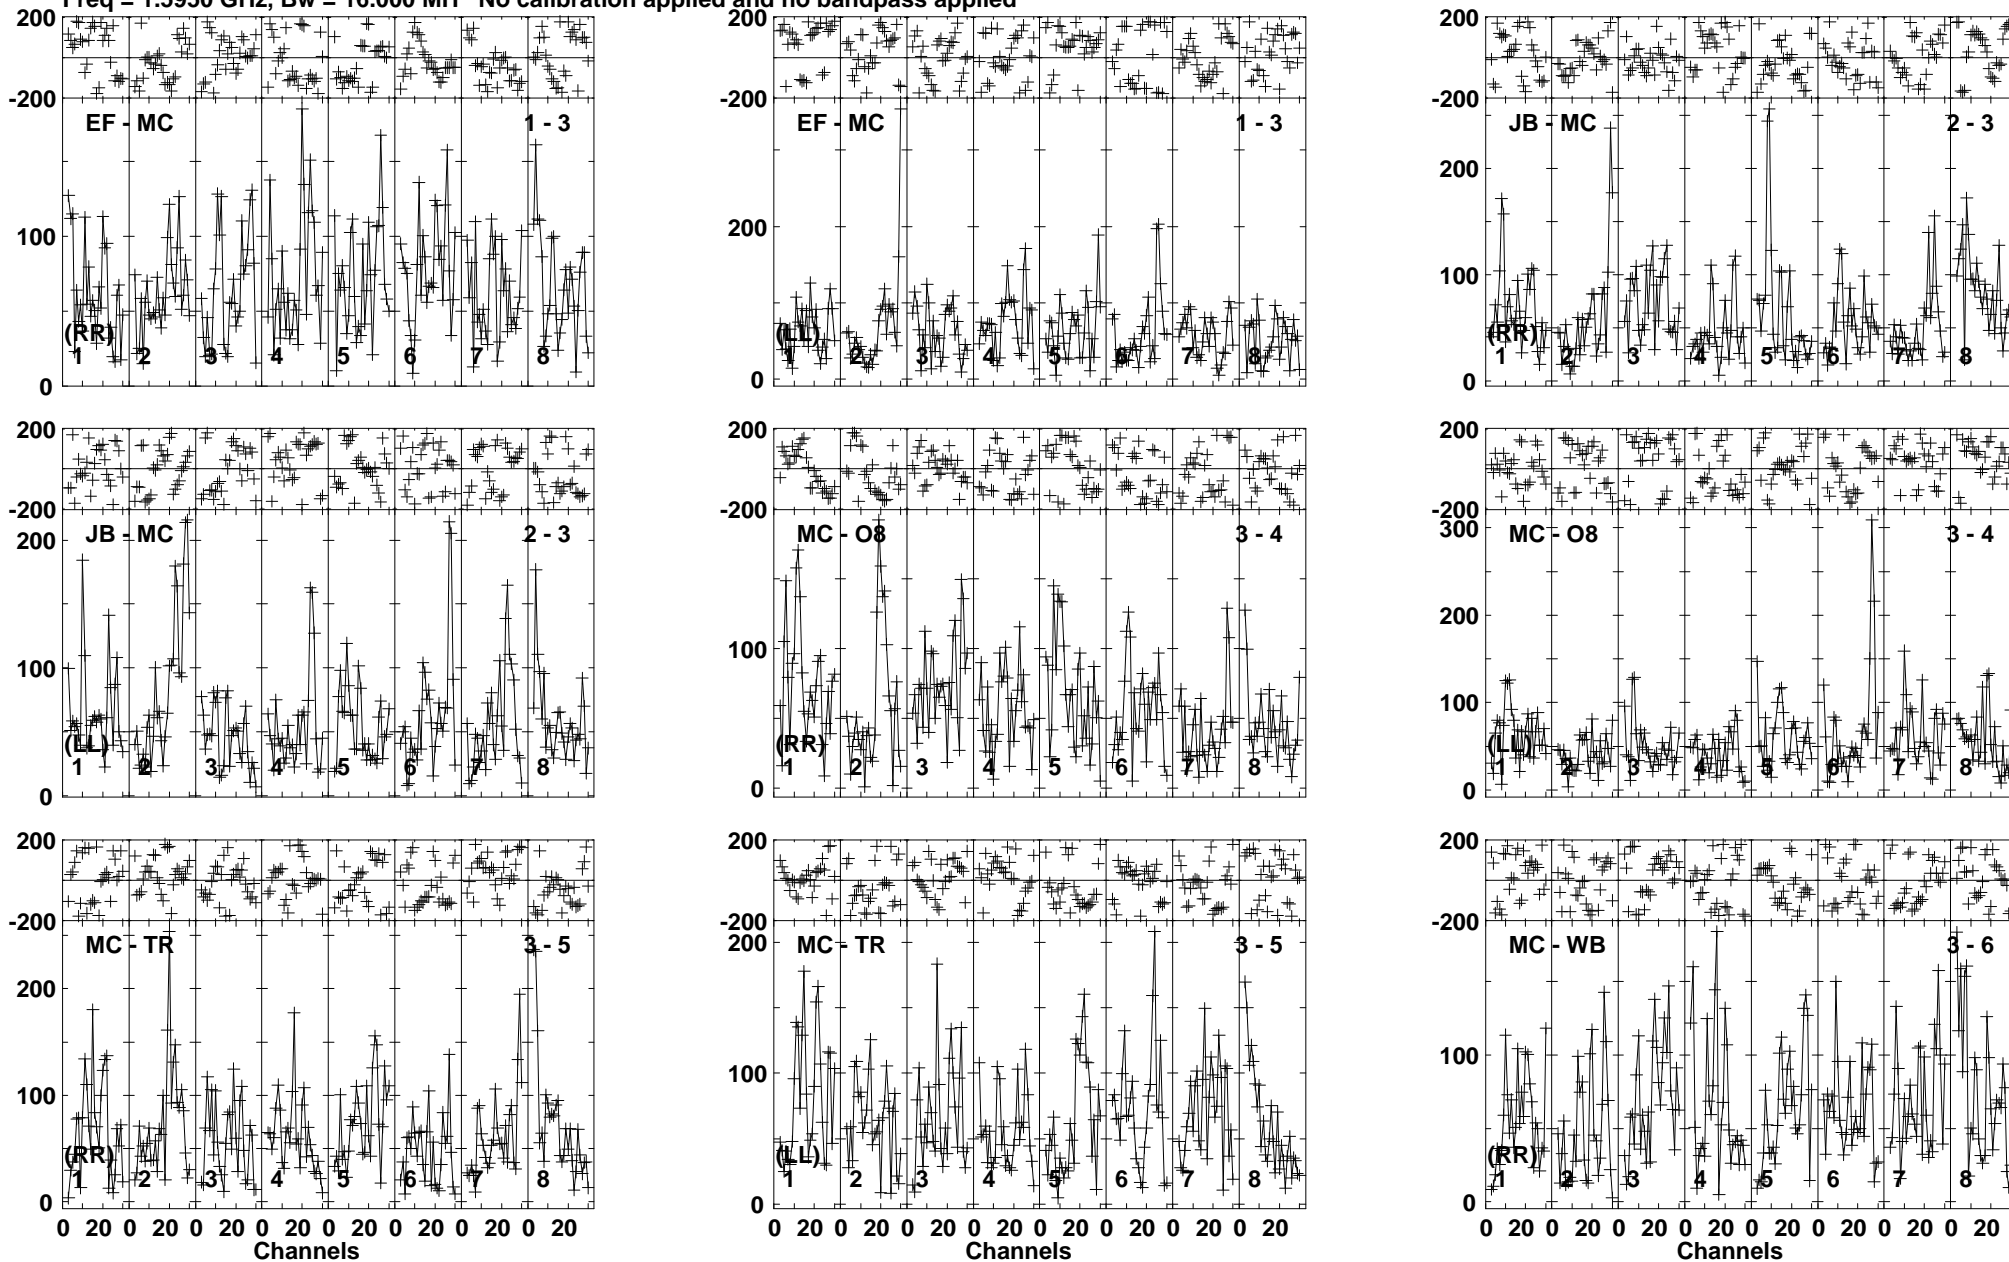 Freq = 1.5950 GHz, Bw = 16.000 MH No calibration applied and no bandpass applied
200 200 200
-200 -200 -200
EF - MC 1 - 3 EF - MC 1 - 3 JB - MC 2 - 3
200
200
100 100
(RR) (LL) (RR)
1 2 3 4 5 6 7 8 1 2 3 4 5 6 7 8 1 2 3 4 5 6 7 8
0 0 0
200 200 200
-200 -200 -200
JB - MC 2 - 3 MC - O8 3 - 4 MC - O8 3 - 4
300
200
200
100 100 100
(LL) (RR) (LL)
1 2 3 4 5 6 7 8 1 2 3 4 5 6 7 8 1 2 3 4 5 6 7 8
0 0 0
200 200 200
-200 -200 -200
MC - TR 3 - 5 MC - TR 3 - 5 MC - WB 3 - 6
200 200
100 100 100
(RR) (LL) (RR)
1 2 3 4 5 6 7 8 1 2 3 4 5 6 7 8 1 2 3 4 5 6 7 8
0 0 0
0 20 0 20 0 20 0 20 0 20 0 20 0 20 0 20 0 20 0 20 0 20 0 20 0 20 0 20 0 20 0 20 0 20 0 20 0 20 0 20 0 20 0 20 0 20 0 20
Channels Channels Channels